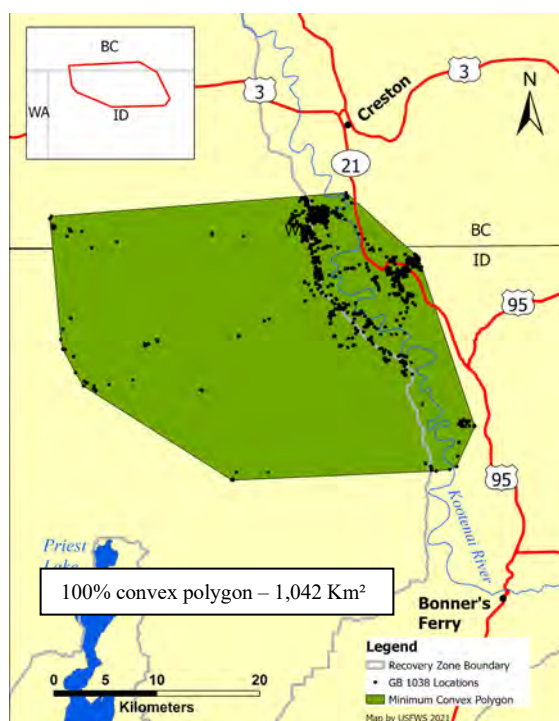 BC
WA
ID
3
3
Creston
N
21
W
BC
ID
95
95
Kootenai River
Priest
Bonner's
Ferry
100% convex polygon – 1,042 Km²
0 5 10 20
Kilometers
Legend
Recovery Zone Boundary
GB 1038 Locations
Minimum Convex Polygon
Map by USFWS 2021